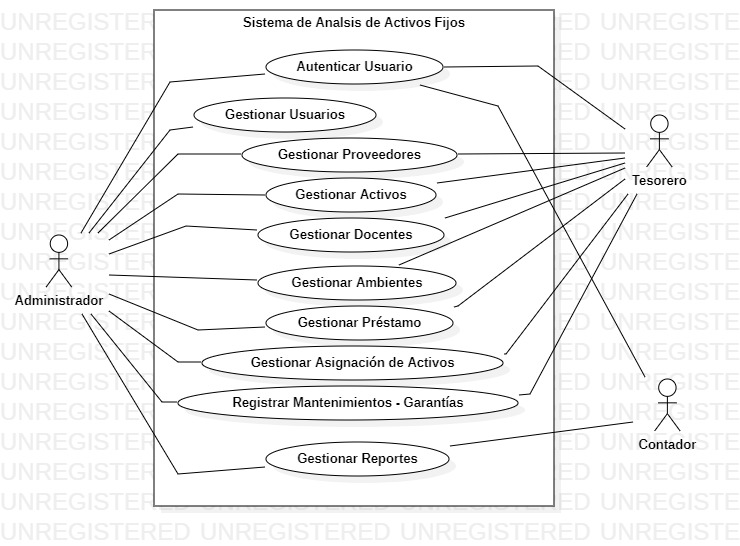 Sistema de Analsis de Activos Fijos
Autenticar Usuario
Gestionar Usuarios
Gestionar Proveedores
Gestionar Activos
Gestionar Docentes
Gestionar Ambientes
Gestionar Préstamo
Gestionar Asignación de Activos
Registrar Mantenimientos - Garantías
Gestionar Reportes
Administrador
Tesorero
Contador
UNREGISTERED UNREGISTERED UNREGISTERED UNREGISTERED